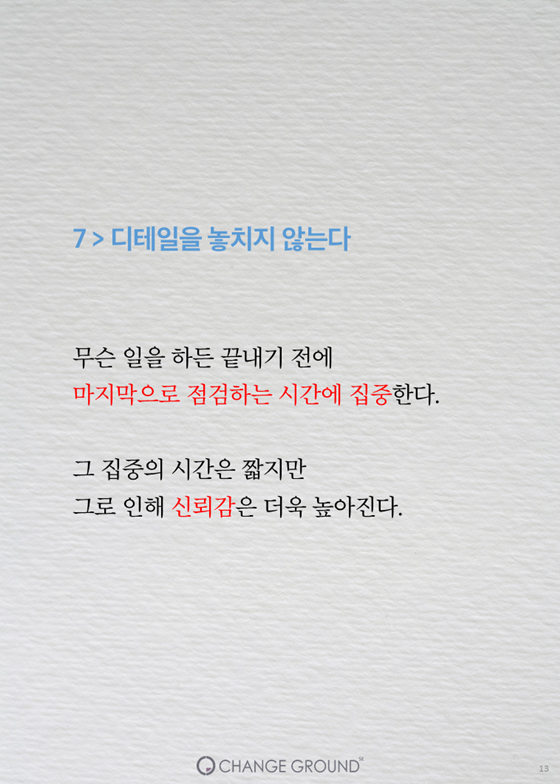 7 > 디테일을 놓치지 않는다
무슨 일을 하든 끝내기 전에
마지막으로 점검하는 시간에 집중한다.
그 집중의 시간은 짧지만
그로 인해 신뢰감은 더욱 높아진다.
CHANGE GROUND
13